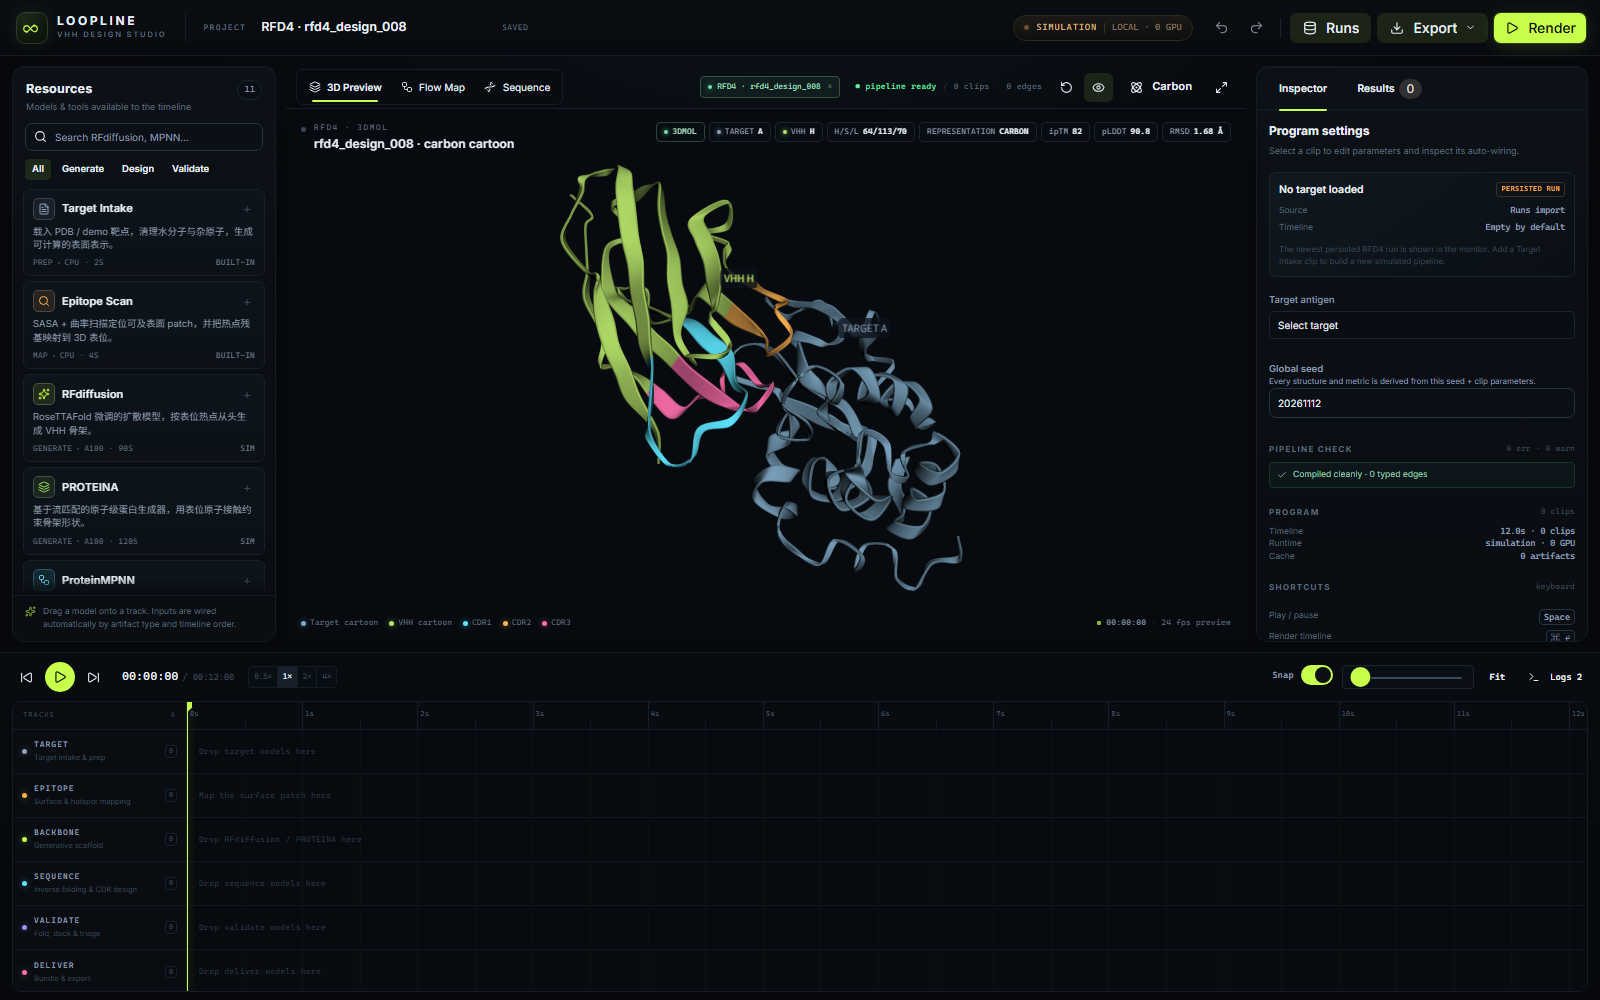 LOOPLINE
VHH DESIGN STUDIO
PROJECT
RFD4 · rfd4_design_008
SAVED
SIMULATION | LOCAL · 0 GPU
Runs
Export
Render
Resources
11
Models & tools available to the timeline
Search RFdiffusion, MPNN...
All
Generate
Design
Validate
Target Intake
载入 PDB / demo 靶点，清理水分子与杂原子，生成
可计算的表面表示。
PREP · CPU · 2S
BUILT-IN
Epitope Scan
SASA + 曲率扫描定位可及表面 patch，并把热点残
基映射到 3D 表位。
MAP · CPU · 4S
BUILT-IN
RFdiffusion
RoseTTAFold 微调的扩散模型，按表位热点从头生
成 VHH 骨架。
GENERATE · A100 · 90S
SIM
PROTEINA
基于流匹配的原子级蛋白生成器，用表位原子接触约
束骨架形状。
GENERATE · A100 · 120S
SIM
ProteinMPNN
Drag a model onto a track. Inputs are wired
automatically by artifact type and timeline order.
3D Preview
Flow Map
Sequence
RFD4 · rfd4_design_008 ×
pipeline ready / 0 clips · 0 edges
Carbon
RFD4 · 3DMOL
rfd4_design_008 · carbon cartoon
3DMOL
TARGET A
VHH H
H/S/L 64/113/70
REPRESENTATION CARBON
ipTM 82
pLDDT 90.8
RMSD 1.68 Å
VHH H
TARGET A
Target cartoon
VHH cartoon
CDR1
CDR2
CDR3
00:00:00 · 24 fps preview
Inspector
Results 0
Program settings
Select a clip to edit parameters and inspect its auto-wiring.
No target loaded
PERSISTED RUN
Source
Runs import
Timeline
Empty by default
The newest persisted RFD4 run is shown in the monitor. Add a Target
Intake clip to build a new simulated pipeline.
Target antigen
Select target
Global seed
Every structure and metric is derived from this seed + clip parameters.
20261112
PIPELINE CHECK
0 err · 0 warn
Compiled cleanly · 0 typed edges
PROGRAM
0 clips
Timeline
12.0s · 0 clips
Runtime
simulation · 0 GPU
Cache
0 artifacts
SHORTCUTS
keyboard
Play / pause
Space
Render timeline
⌘ ↵
00:00:00 / 00:12:00
0.5×
1×
2×
4×
Snap
Fit
Logs 2
TRACKS
6
0s
1s
2s
3s
4s
5s
6s
7s
8s
9s
10s
11s
12s
TARGET
Target intake & prep
0
Drop target models here
EPITOPE
Surface & hotspot mapping
0
Map the surface patch here
BACKBONE
Generative scaffold
0
Drop RFdiffusion / PROTEINA here
SEQUENCE
Inverse folding & CDR design
0
Drop sequence models here
VALIDATE
Fold, dock & triage
0
Drop validate models here
DELIVER
Bundle & export
0
Drop deliver models here